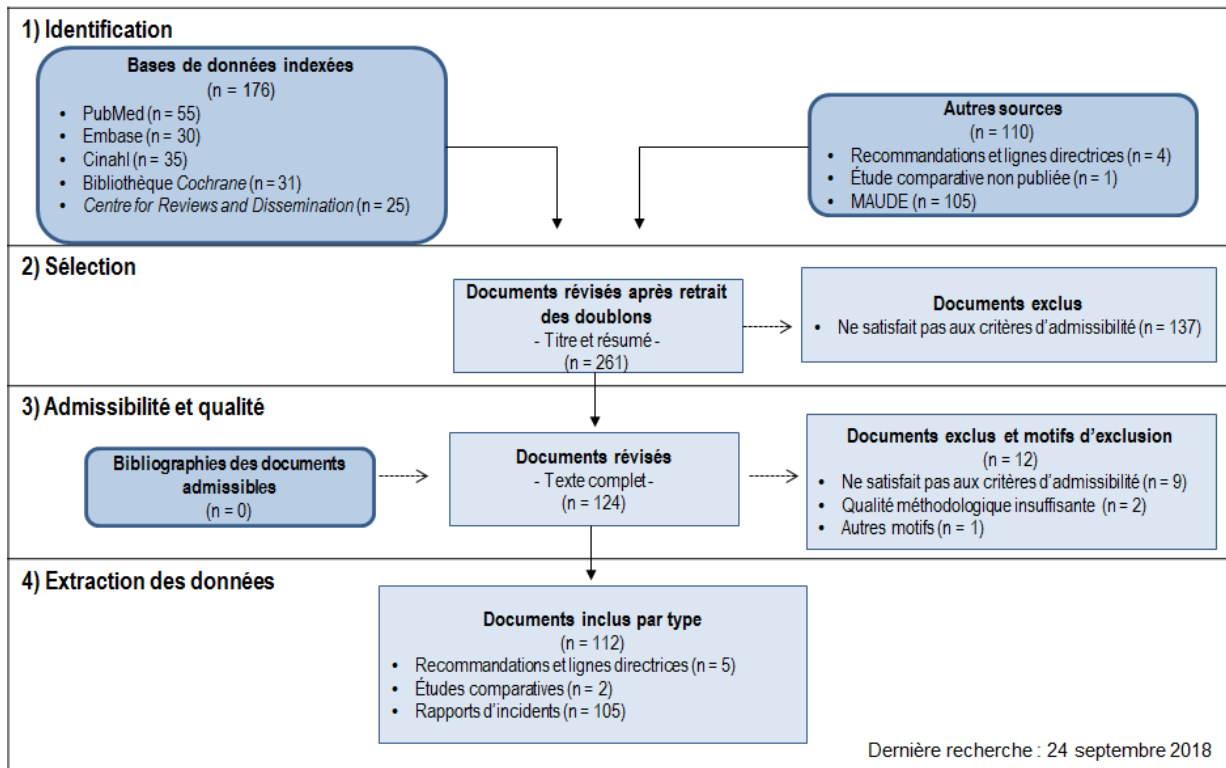 1) Identification
Bases de données indexées
(n = 176)
• PubMed (n = 55)
• Embase (n = 30)
• Cinahl (n = 35)
• Bibliothèque Cochrane (n = 31)
• Centre for Reviews and Dissemination (n = 25)
Autres sources
(n = 110)
• Recommandations et lignes directrices (n = 4)
• Étude comparative non publiée (n = 1)
• MAUDE (n = 105)
2) Sélection
Documents révisés après retrait
des doublons
- Titre et résumé -
(n = 261)
Documents exclus
• Ne satisfait pas aux critères d'admissibilité (n = 137)
3) Admissibilité et qualité
Bibliographies des documents
admissibles
(n = 0)
Documents révisés
- Texte complet -
(n = 124)
Documents exclus et motifs d'exclusion
(n = 12)
• Ne satisfait pas aux critères d'admissibilité (n = 9)
• Qualité méthodologique insuffisante (n = 2)
• Autres motifs (n = 1)
4) Extraction des données
Documents inclus par type
(n = 112)
• Recommandations et lignes directrices (n = 5)
• Études comparatives (n = 2)
• Rapports d'incidents (n = 105)
Dernière recherche : 24 septembre 2018